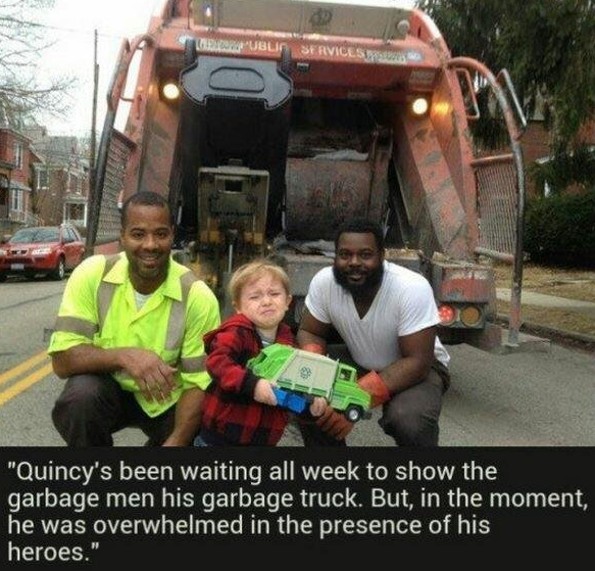 PUBLIC SERVICES
"Quincy's been waiting all week to show the
garbage men his garbage truck. But, in the moment,
he was overwhelmed in the presence of his
heroes."